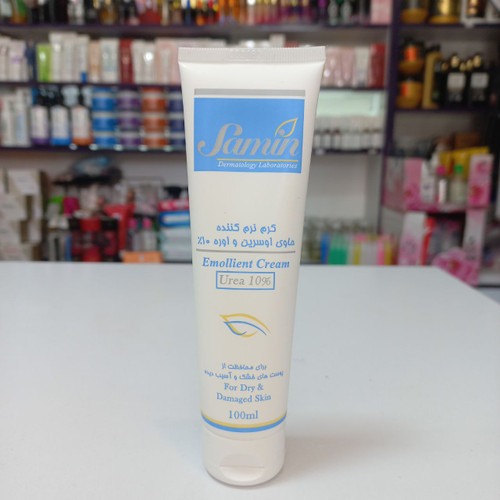 Samin
Dermatology Laboratories
کرم نرم کننده
حاوی اوسرین و اوره ۱۰٪
Emollient Cream
Urea 10%
برای محافظت از
پوست های خشک و آسیب دیده
For Dry &
Damaged Skin
100ml